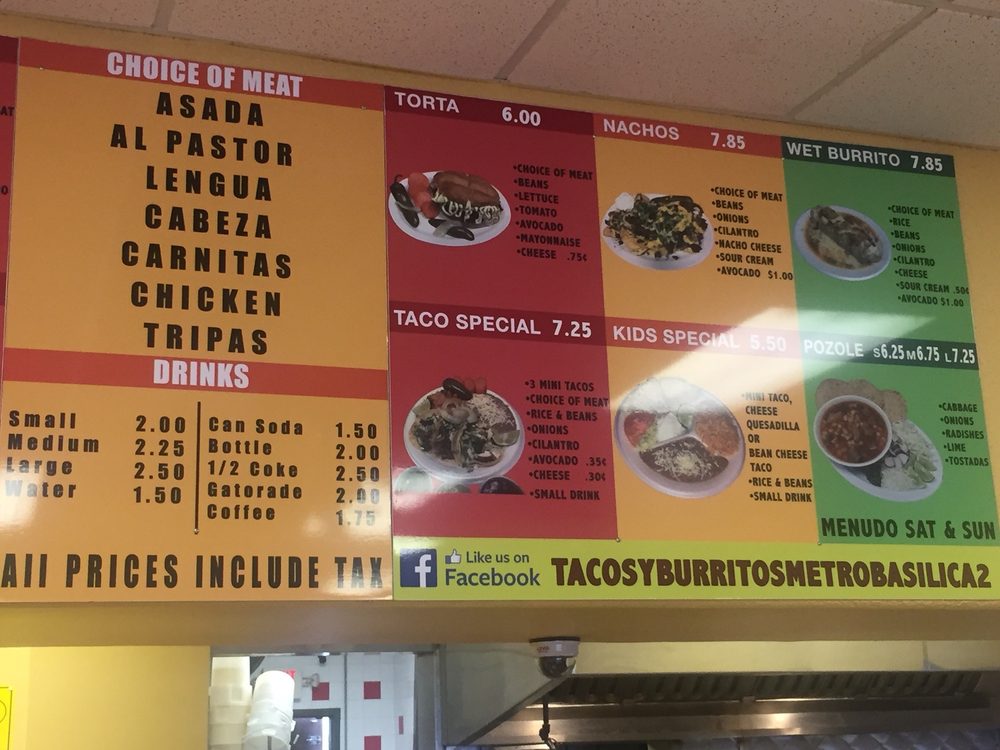 CHOICE OF MEAT
ASADA
AL PASTOR
LENGUA
CABEZA
CARNITAS
CHICKEN
TRIPAS
DRINKS
Small 2.00
Medium 2.25
Large 2.50
Water 1.50
Can Soda 1.50
Bottle 2.00
1/2 Coke 2.50
Gatorade 2.00
Coffee 1.75
All PRICES INCLUDE TAX
TORTA 6.00
•CHOICE OF MEAT
•BEANS
•LETTUCE
•TOMATO
•AVOCADO
•MAYONNAISE
•CHEESE .75¢
NACHOS 7.85
•CHOICE OF MEAT
•BEANS
•ONIONS
•CILANTRO
•NACHO CHEESE
•SOUR CREAM
•AVOCADO $1.00
WET BURRITO 7.85
•CHOICE OF MEAT
•RICE
•BEANS
•ONIONS
•CILANTRO
•CHEESE
•SOUR CREAM .50¢
•AVOCADO $1.00
TACO SPECIAL 7.25
•3 MINI TACOS
•CHOICE OF MEAT
•RICE & BEANS
•ONIONS
•CILANTRO
•AVOCADO .35¢
•CHEESE .30¢
•SMALL DRINK
KIDS SPECIAL 5.50
•MINI TACO,
CHEESE
QUESADILLA
OR
BEAN CHEESE
TACO
•RICE & BEANS
•SMALL DRINK
POZOLE S6.25 M6.75 L7.25
•CABBAGE
•ONIONS
•RADISHES
•LIME
•TOSTADAS
MENUDO SAT & SUN
f Like us on
Facebook
TACOSYBURRITOSMETROBASILICA2